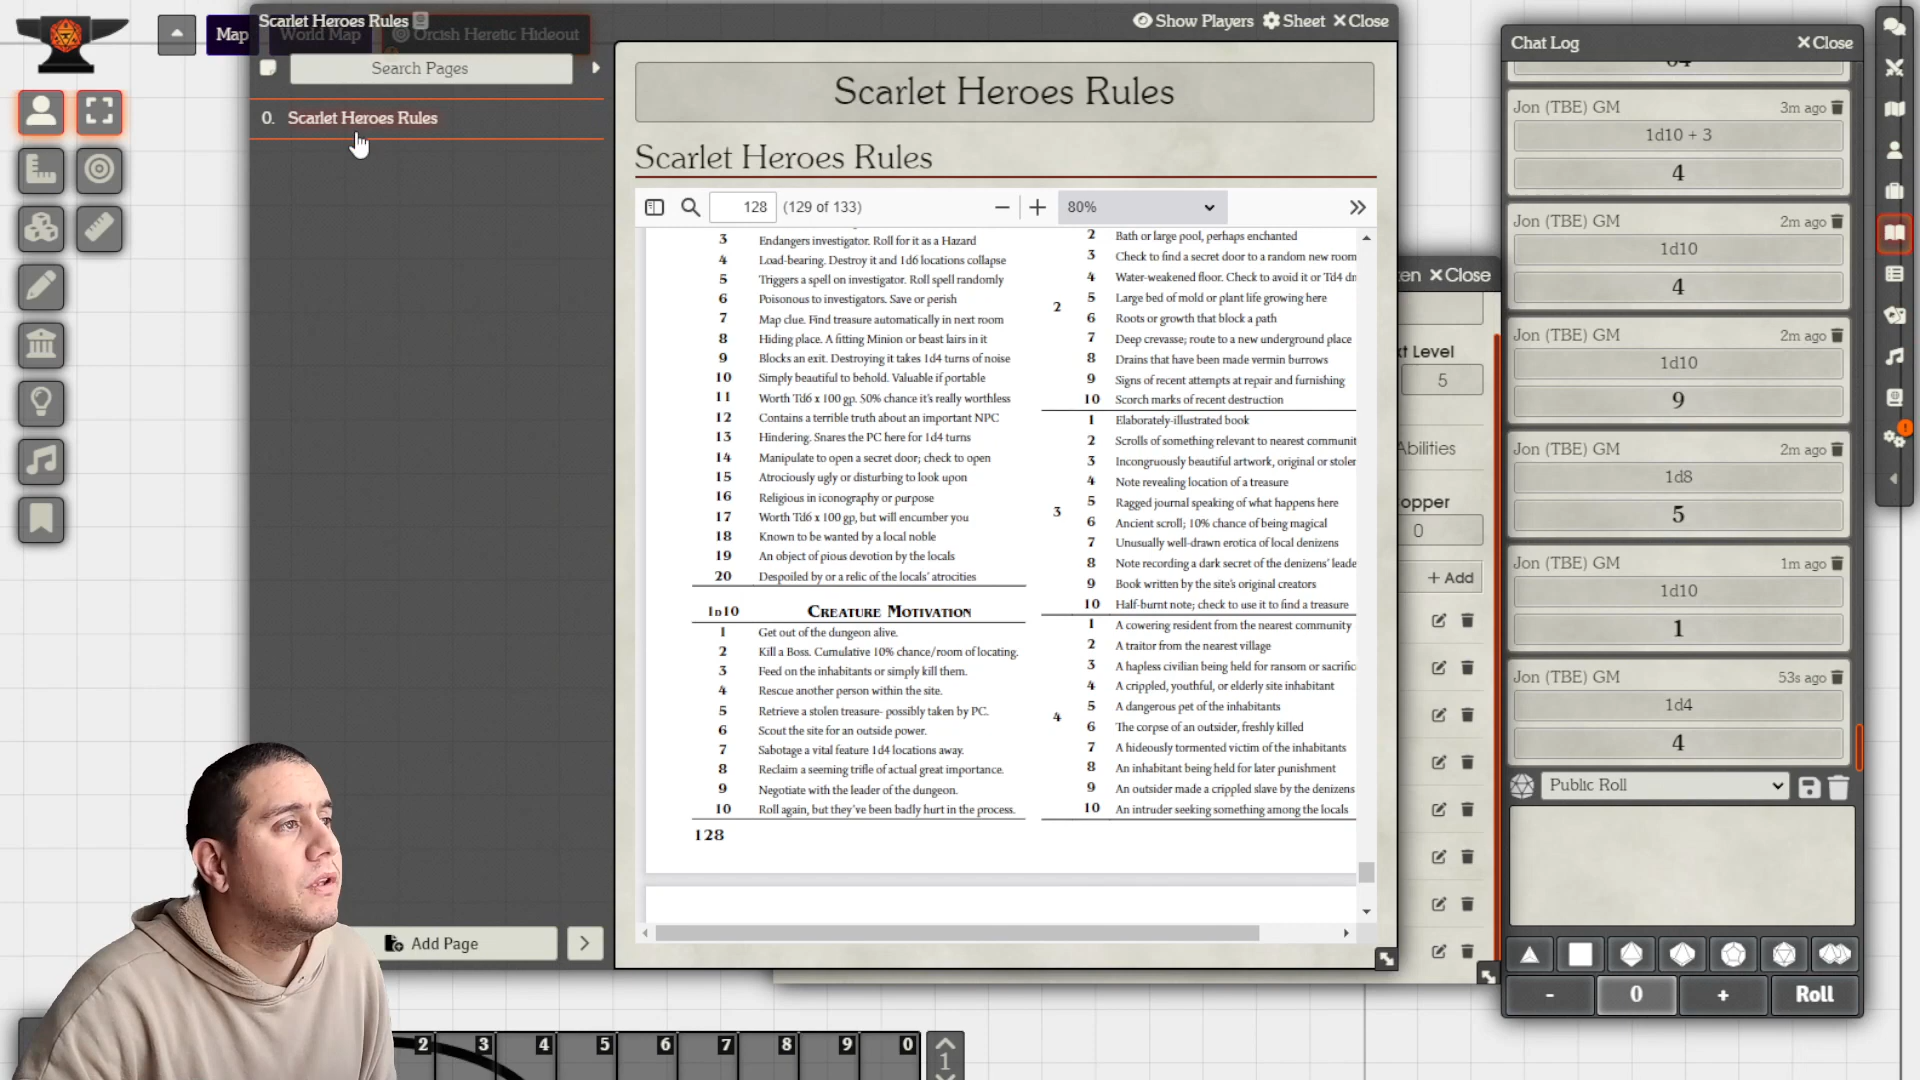 Scarlet Heroes Rules
Map
World Map
Orcish Heretic Hideout
Show Players
Sheet
Close
Search Pages
0. Scarlet Heroes Rules
Add Page
Scarlet Heroes Rules
Scarlet Heroes Rules
128 (129 of 133)
80%
3 Endangers investigator. Roll for it as a Hazard
4 Load-bearing. Destroy it and 1d6 locations collapse
5 Triggers a spell on investigator. Roll spell randomly
6 Poisonous to investigators. Save or perish
7 Map clue. Find treasure automatically in next room
8 Hiding place. A fitting Minion or beast lairs in it
9 Blocks an exit. Destroying it takes 1d4 turns of noise
10 Simply beautiful to behold. Valuable if portable
11 Worth Td6 x 100 gp. 50% chance it's really worthless
12 Contains a terrible truth about an important NPC
13 Hindering. Snares the PC here for 1d4 turns
14 Manipulate to open a secret door; check to open
15 Atrociously ugly or disturbing to look upon
16 Religious in iconography or purpose
17 Worth Td6 x 100 gp, but will encumber you
18 Known to be wanted by a local noble
19 An object of pious devotion by the locals
20 Despoiled by or a relic of the locals' atrocities
1D10 CREATURE MOTIVATION
1 Get out of the dungeon alive.
2 Kill a Boss. Cumulative 10% chance/room of locating.
3 Feed on the inhabitants or simply kill them.
4 Rescue another person within the site.
5 Retrieve a stolen treasure- possibly taken by PC.
6 Scout the site for an outside power.
7 Sabotage a vital feature 1d4 locations away.
8 Reclaim a seeming trifle of actual great importance.
9 Negotiate with the leader of the dungeon.
10 Roll again, but they've been badly hurt in the process.
128
2
2 Bath or large pool, perhaps enchanted
3 Check to find a secret door to a random new room
4 Water-weakened floor. Check to avoid it or Td4 dr
5 Large bed of mold or plant life growing here
6 Roots or growth that block a path
7 Deep crevasse; route to a new underground place
8 Drains that have been made vermin burrows
9 Signs of recent attempts at repair and furnishing
10 Scorch marks of recent destruction
3
1 Elaborately-illustrated book
2 Scrolls of something relevant to nearest communit
3 Incongruously beautiful artwork, original or stolen
4 Note revealing location of a treasure
5 Ragged journal speaking of what happens here
6 Ancient scroll; 10% chance of being magical
7 Unusually well-drawn erotica of local denizens
8 Note recording a dark secret of the denizens' leade
9 Book written by the site's original creators
10 Half-burnt note; check to use it to find a treasure
4
1 A cowering resident from the nearest community
2 A traitor from the nearest village
3 A hapless civilian being held for ransom or sacrific
4 A crippled, youthful, or elderly site inhabitant
5 A dangerous pet of the inhabitants
6 The corpse of an outsider, freshly killed
7 A hideously tormented victim of the inhabitants
8 An inhabitant being held for later punishment
9 An outsider made a crippled slave by the denizens
10 An intruder seeking something among the locals
en
Close
t Level
5
Abilities
opper
0
+ Add
Chat Log
Close
Jon (TBE) GM 3m ago
1d10 + 3
4
Jon (TBE) GM 2m ago
1d10
4
Jon (TBE) GM 2m ago
1d10
9
Jon (TBE) GM 2m ago
1d8
5
Jon (TBE) GM 1m ago
1d10
1
Jon (TBE) GM 53s ago
1d4
4
Public Roll
- 0 + Roll
2 3 4 5 6 7 8 9 0
1